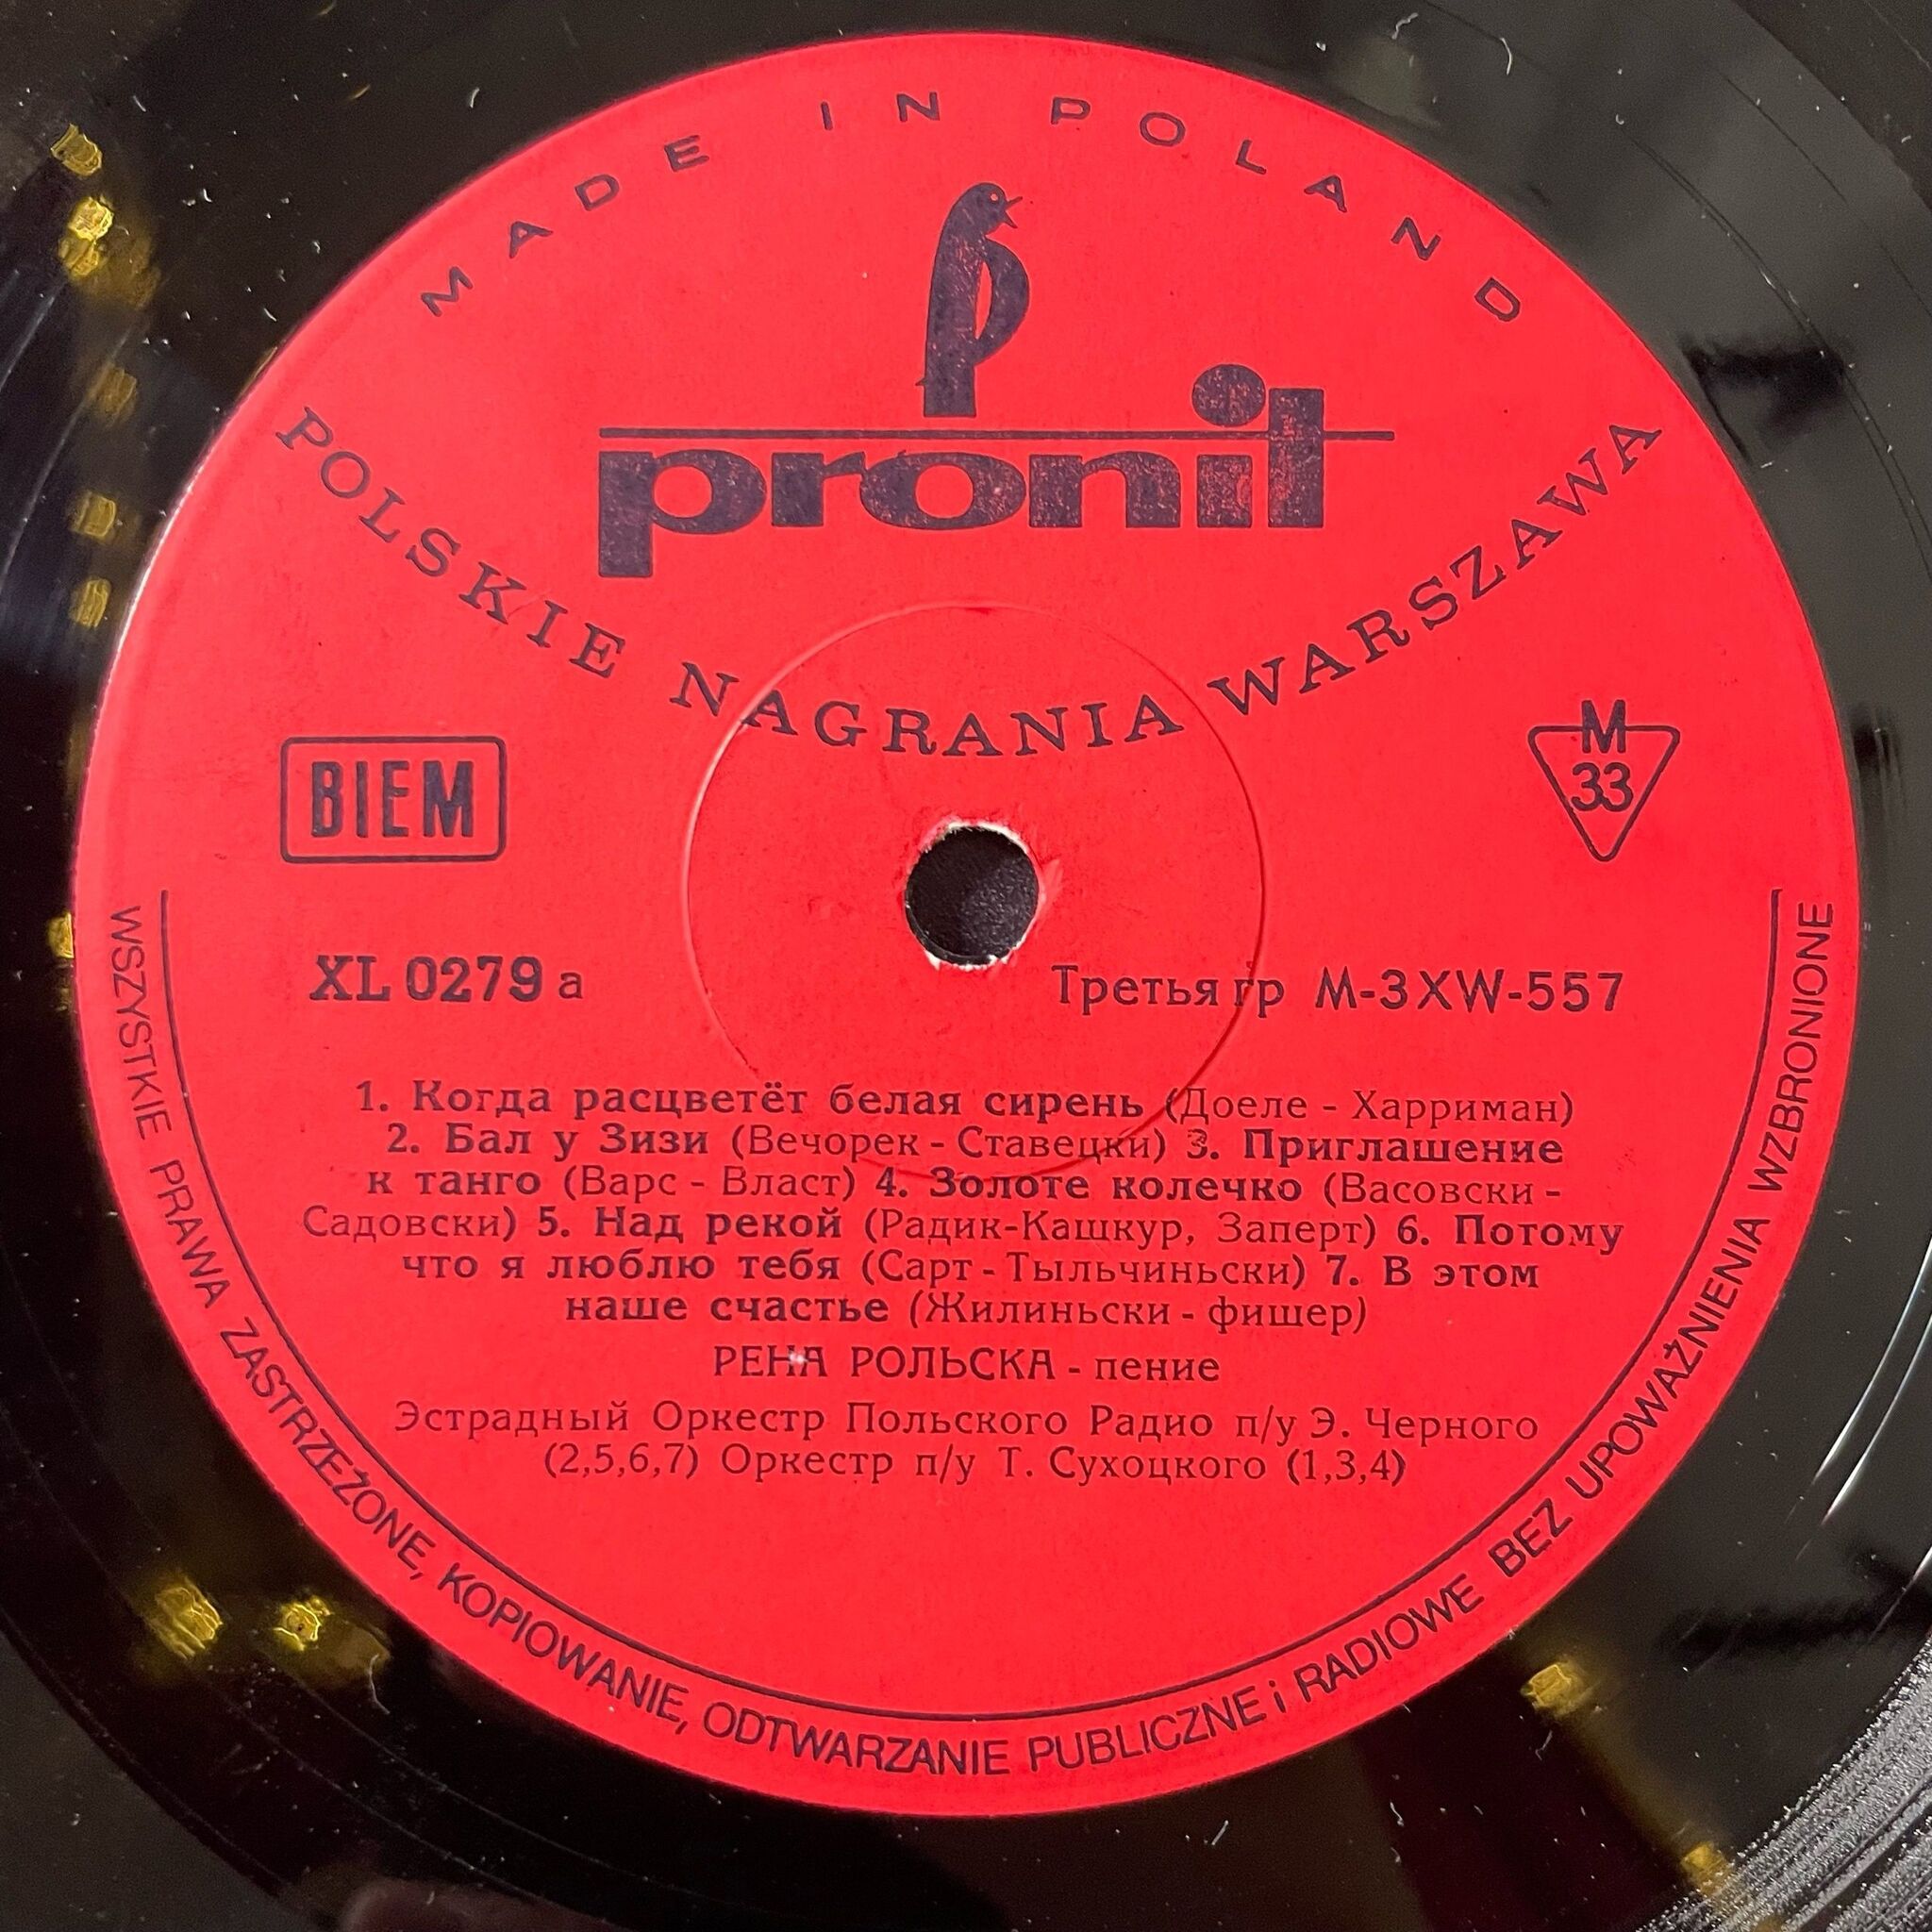 MADE IN POLAND
pronit
POLSKIE NAGRANIA WARSZAWA
BIEM
M
33
XL 0279 a
Третья гр М-3XW-557
1. Когда расцветёт белая сирень (Доеле - Харриман)
2. Бал у Зизи (Вечорек - Ставецки) 3. Приглашение
к танго (Варс - Власт) 4. Золоте колечко (Васовски -
Садовски) 5. Над рекой (Радик-Кашкур, Заперт) 6. Потому
что я люблю тебя (Сарт - Тыльчиньски) 7. В этом
наше счастье (Жилиньски - фишер)
РЕНА РОЛЬСКА - пение
Эстрадный Оркестр Польского Радио п/у Э. Черного
(2,5,6,7) Оркестр п/у Т. Сухоцкого (1,3,4)
WSZYSTKIE PRAWA ZASTRZEŻONE, KOPIOWANIE, ODTWARZANIE PUBLICZNE i RADIOWE BEZ UPOWAŻNIENIA WZBRONIONE